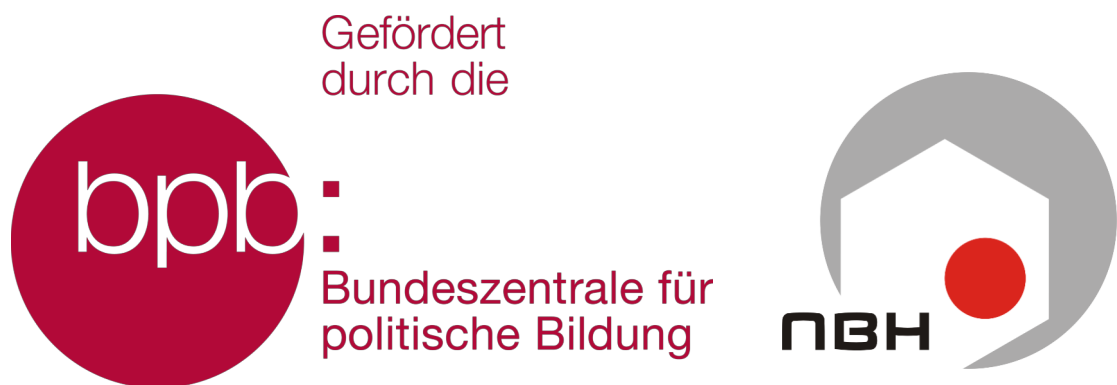 Gefördert
durch die
bpb:
Bundeszentrale für
politische Bildung
NBH